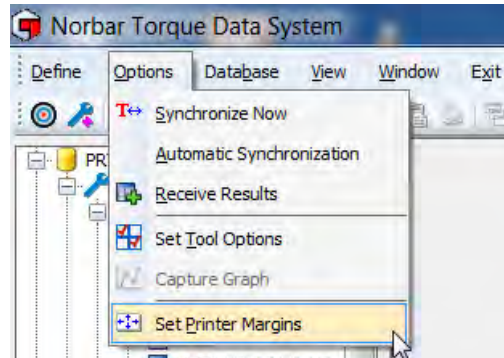 Norbar Torque Data System
Define Options Database View Window Exit
Synchronize Now
Automatic Synchronization
PR
Receive Results
Set Tool Options
Capture Graph
Set Printer Margins